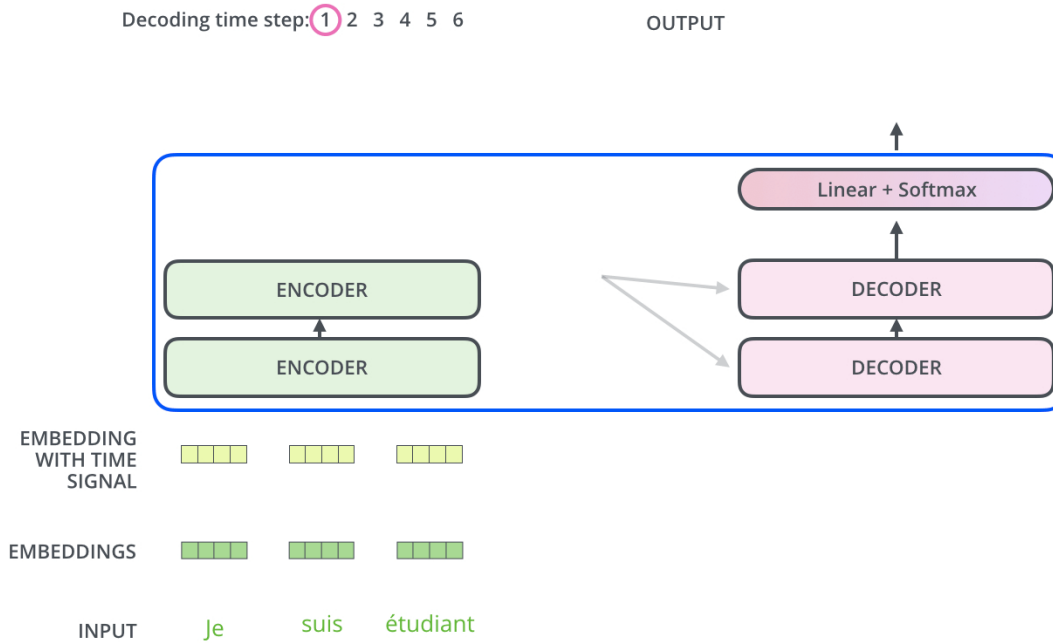 Decoding time step: 1 2 3 4 5 6
OUTPUT
Linear + Softmax
ENCODER
DECODER
ENCODER
DECODER
EMBEDDING
WITH TIME
SIGNAL
EMBEDDINGS
INPUT
Je suis étudiant